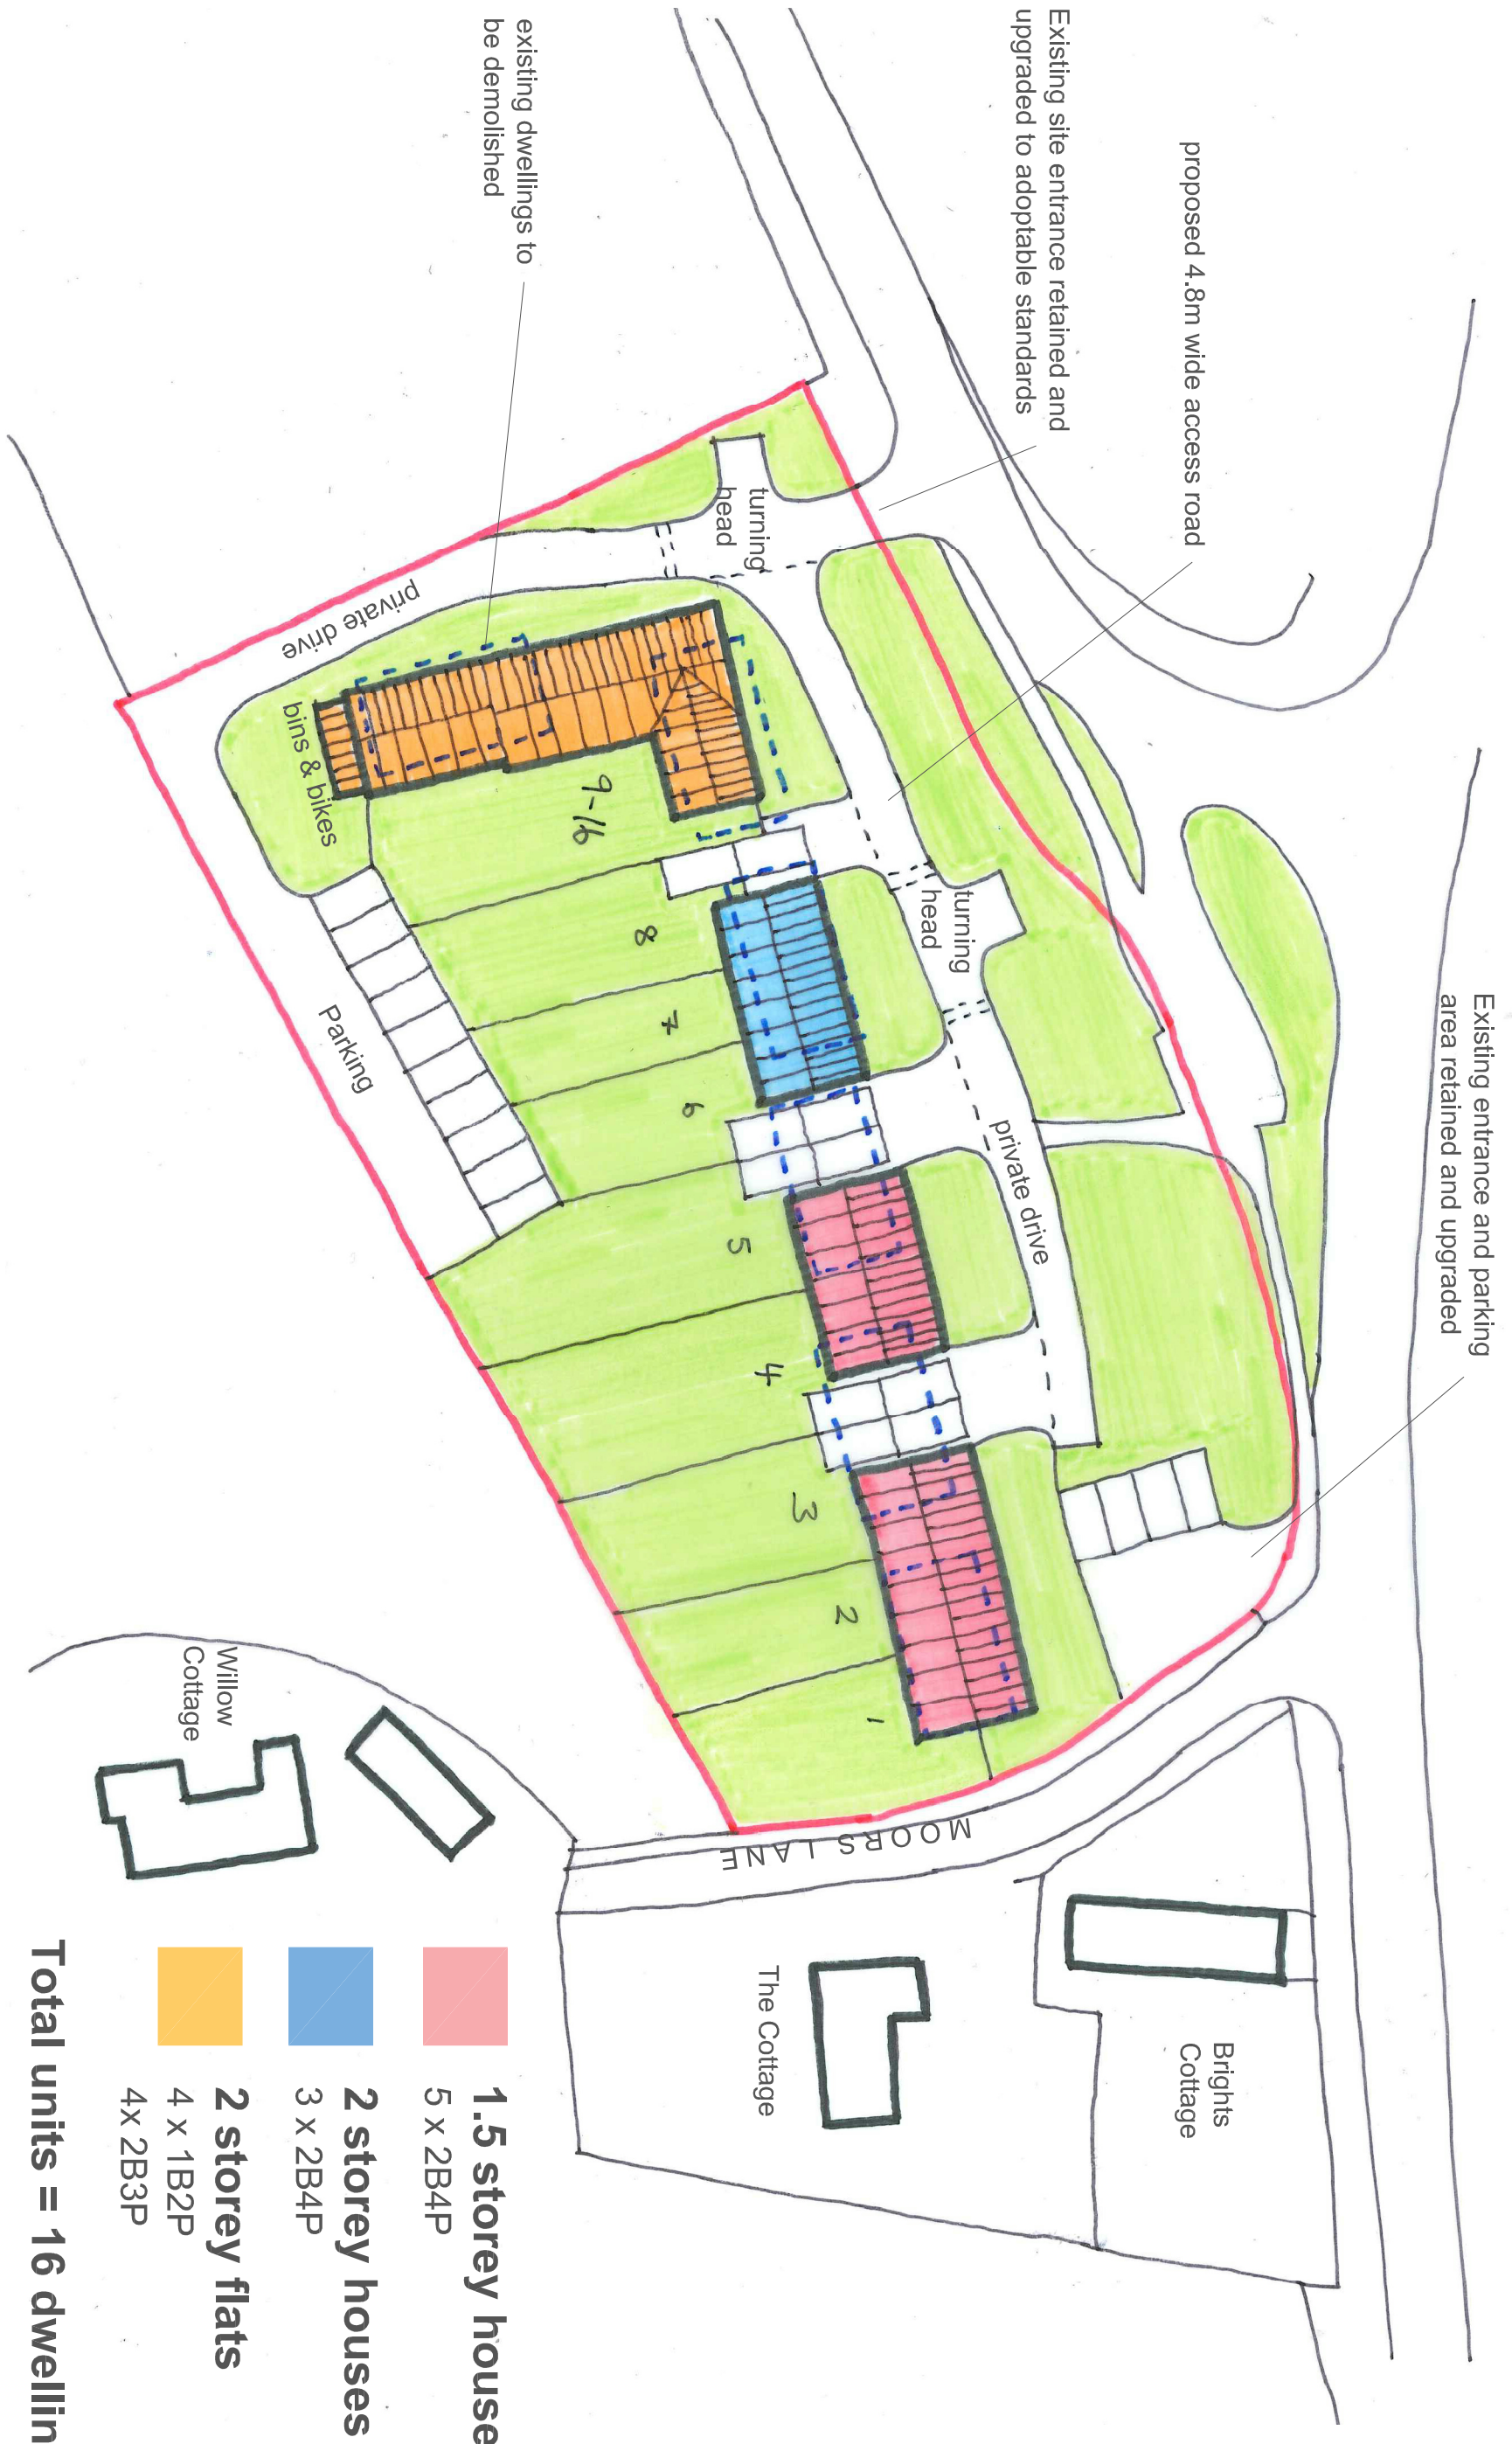 Existing entrance and parking
area retained and upgraded
proposed 4.8m wide access road
Existing site entrance retained and
upgraded to adoptable standards
existing dwellings to
be demolished
turning
head
turning
head
private drive
private drive
bins & bikes
Parking
9-16
8
7
6
5
4
3
2
1
MOORS LANE
Brights
Cottage
The Cottage
Willow
Cottage
1.5 storey house
5 x 2B4P
2 storey houses
3 x 2B4P
2 storey flats
4 x 1B2P
4x 2B3P
Total units = 16 dwellin